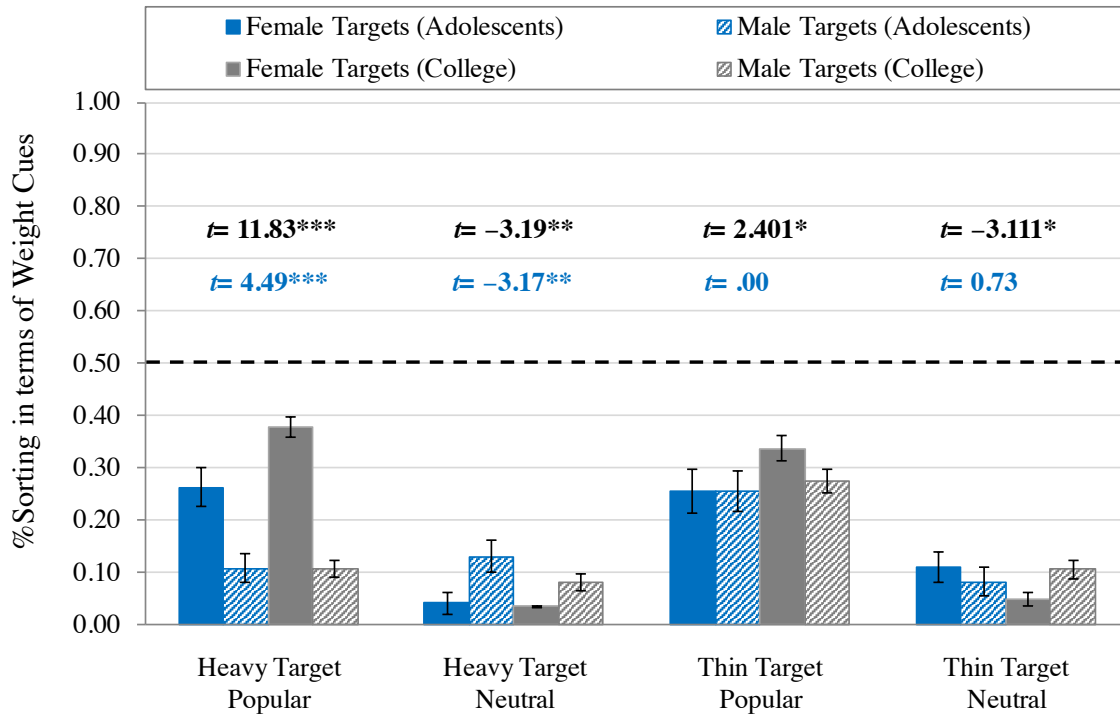 Female Targets (Adolescents) Male Targets (Adolescents)
Female Targets (College) Male Targets (College)
%Sorting in terms of Weight Cues
1.00
0.90
0.80
0.70
0.60
0.50
0.40
0.30
0.20
0.10
0.00
t= 11.83*** t= −3.19** t= 2.401* t= −3.111*
t= 4.49*** t= −3.17** t= .00 t= 0.73
Heavy Target Heavy Target Thin Target Thin Target
Popular Neutral Popular Neutral